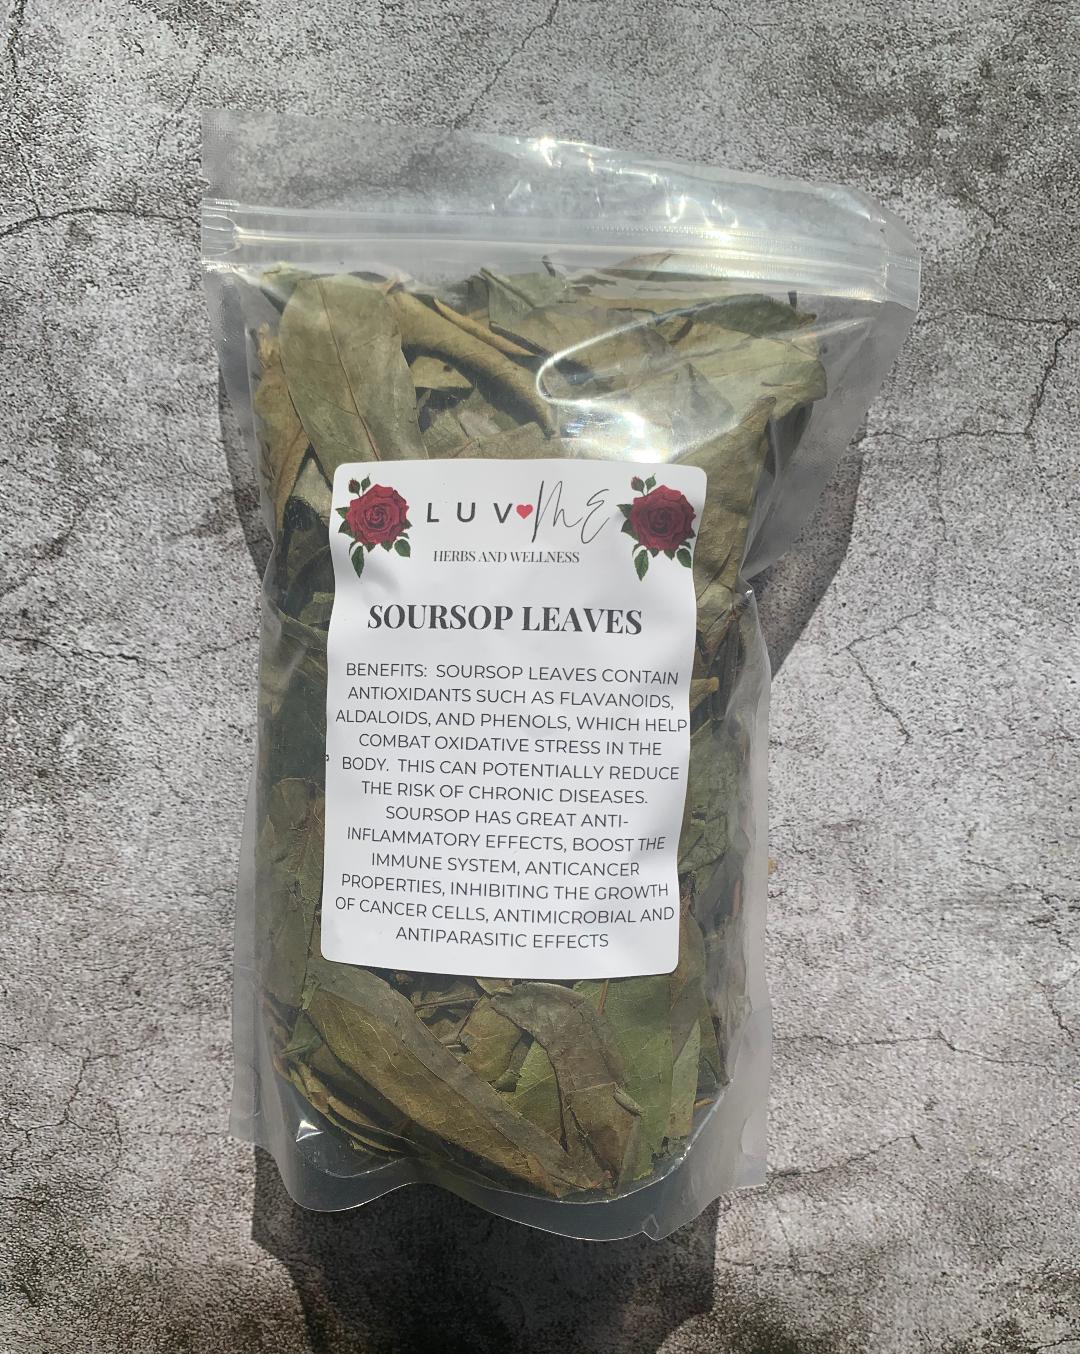 LUV ME
HERBS AND WELLNESS
SOURSOP LEAVES
BENEFITS: SOURSOP LEAVES CONTAIN
ANTIOXIDANTS SUCH AS FLAVANOIDS,
ALDALOIDS, AND PHENOLS, WHICH HELP
COMBAT OXIDATIVE STRESS IN THE
BODY. THIS CAN POTENTIALLY REDUCE
THE RISK OF CHRONIC DISEASES.
SOURSOP HAS GREAT ANTI-
INFLAMMATORY EFFECTS, BOOST THE
IMMUNE SYSTEM, ANTICANCER
PROPERTIES, INHIBITING THE GROWTH
OF CANCER CELLS, ANTIMICROBIAL AND
ANTIPARASITIC EFFECTS